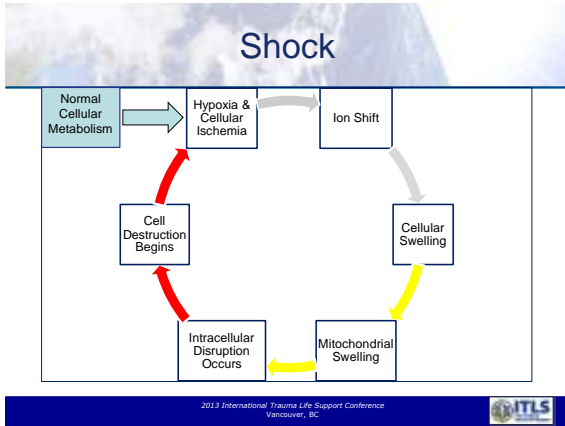 Shock
Normal
Cellular
Metabolism
Hypoxia &
Cellular
Ischemia
Ion Shift
Cellular
Swelling
Mitochondrial
Swelling
Intracellular
Disruption
Occurs
Cell
Destruction
Begins
2013 International Trauma Life Support Conference
Vancouver, BC
ITLS